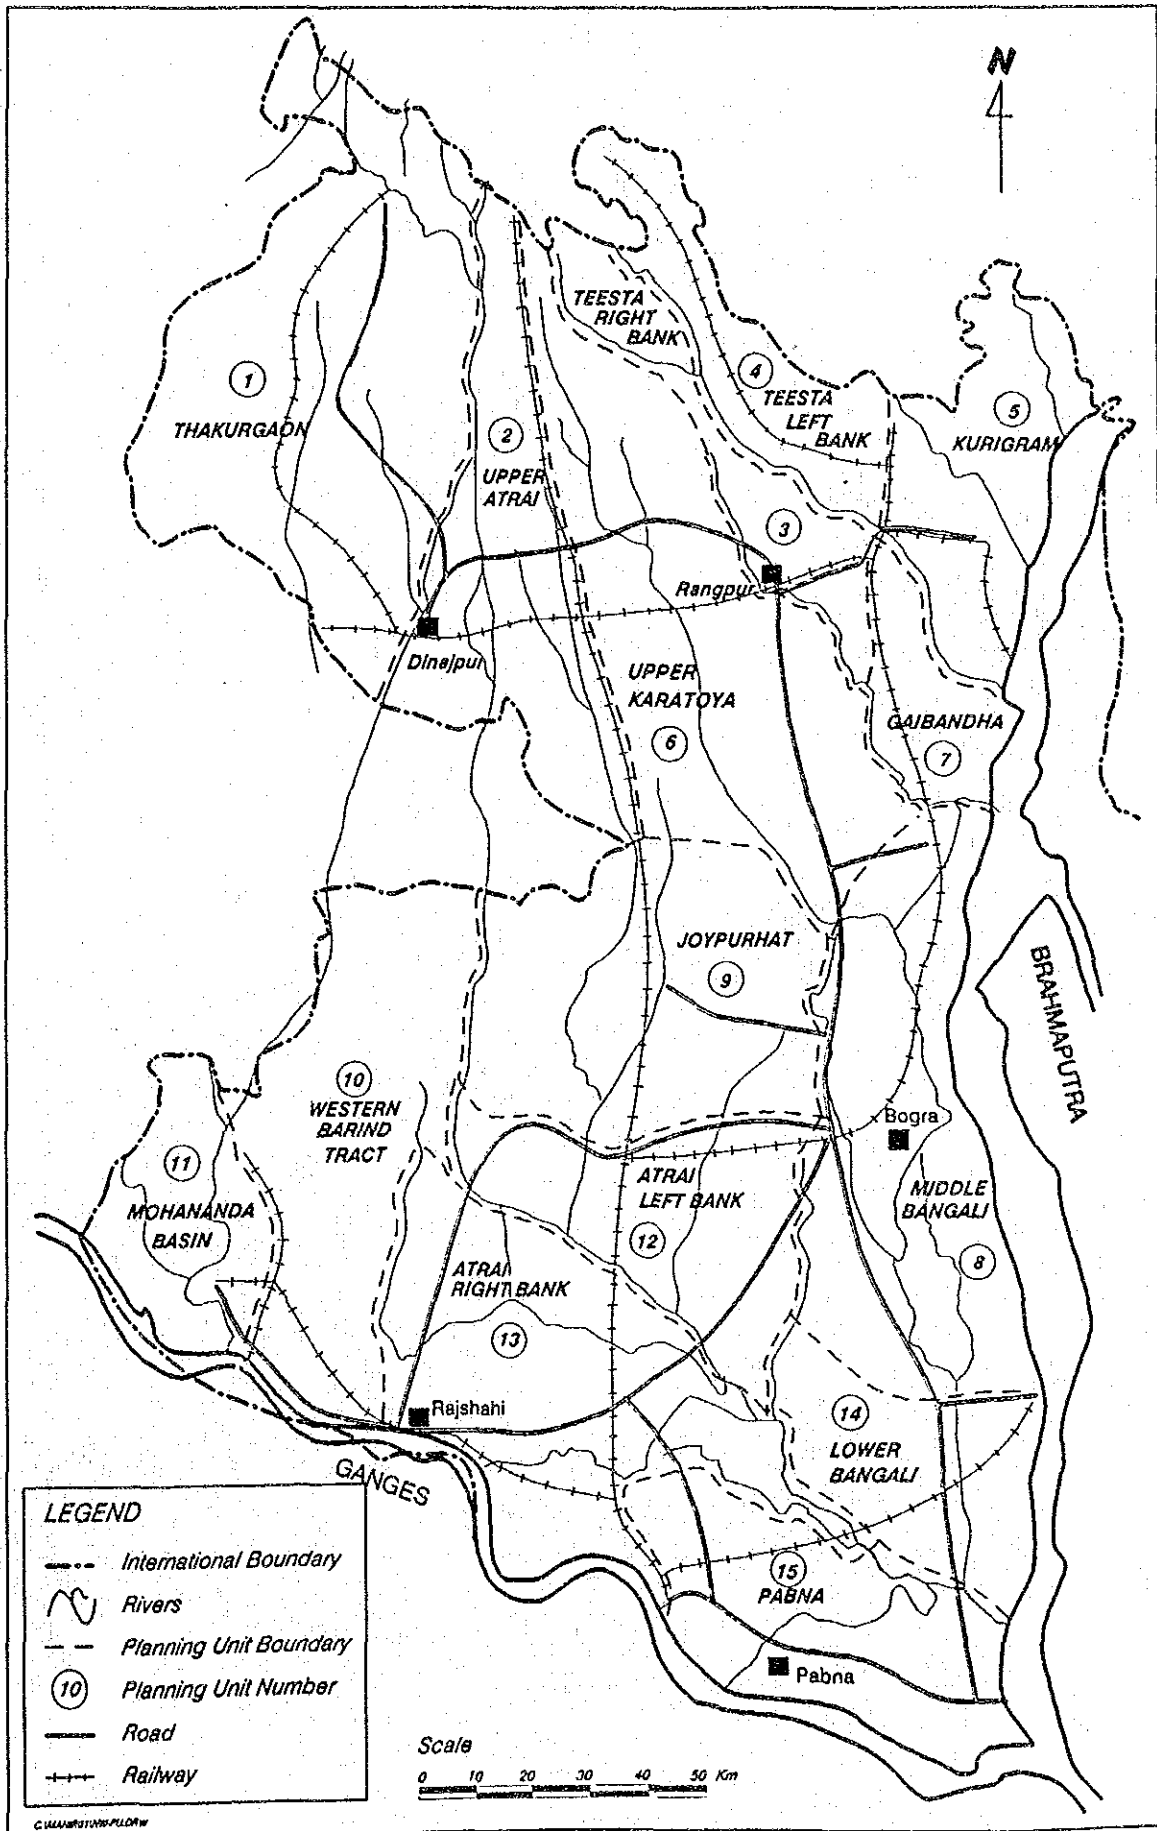 N
TEESTA
RIGHT
BANK
4
TEESTA
LEFT
BANK
5
KURIGRAM
1
THAKURGAON
2
UPPER
ATRAI
3
Rangpur
Dinajpur
UPPER
KARATOYA
6
GAIBANDHA
7
JOYPURHAT
9
BRAHMAPUTRA
10
WESTERN
BARIND
TRACT
Bogra
11
MOHANANDA
BASIN
ATRAI
LEFT BANK
12
MIDDLE
BANGALI
8
ATRAI
RIGHT BANK
13
Rajshahi
14
LOWER
BANGALI
GANGES
15
PABNA
Pabna
LEGEND
International Boundary
Rivers
Planning Unit Boundary
10 Planning Unit Number
Road
Railway
Scale
0 10 20 30 40 50 Km